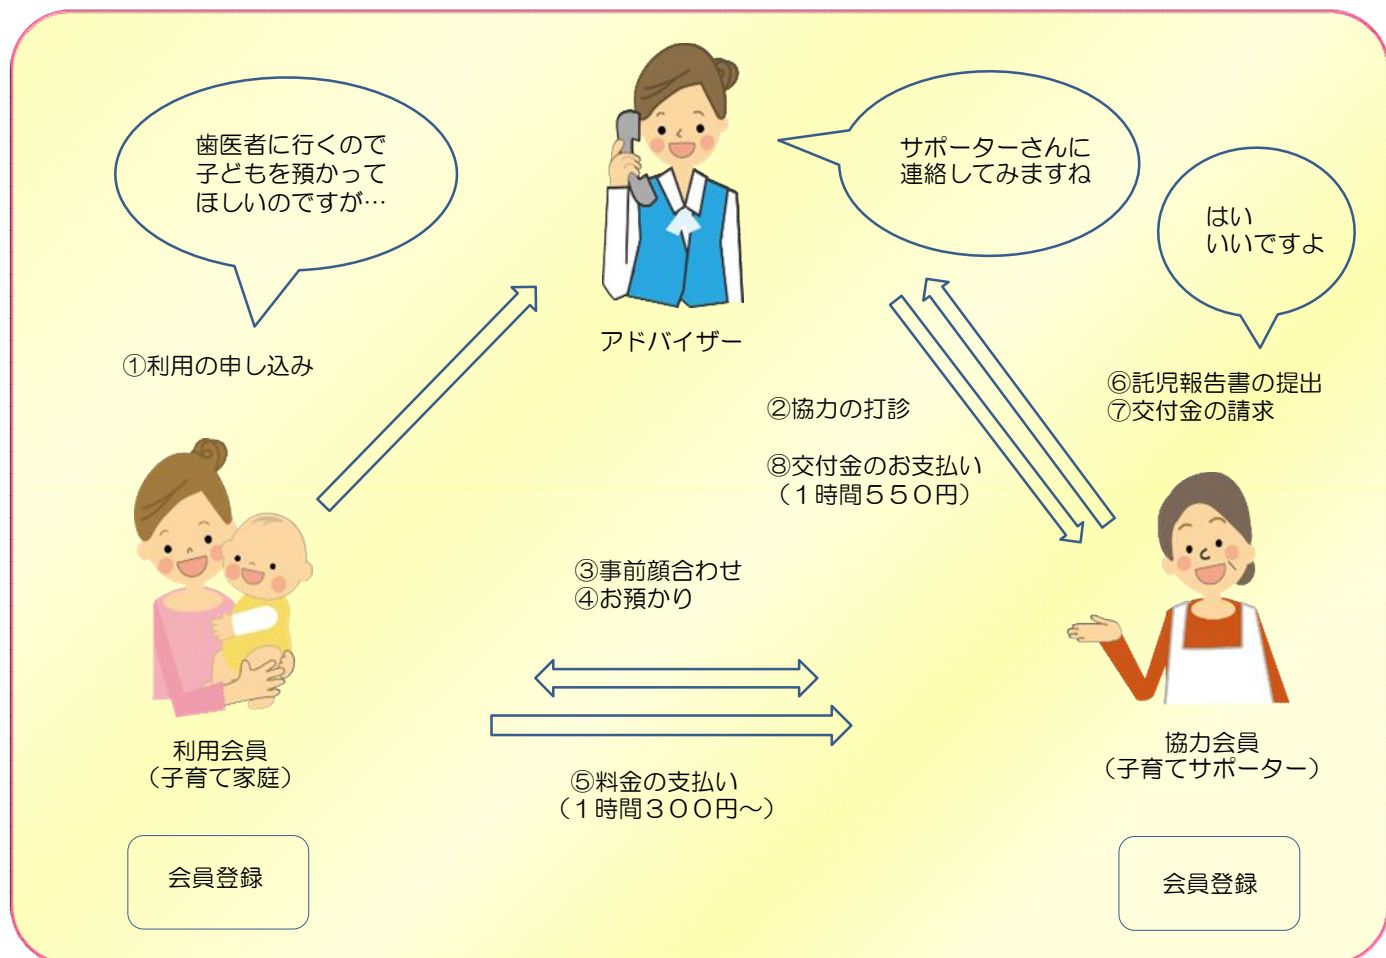 歯医者に行くので
子どもを預かって
ほしいのですが…
サポーターさんに
連絡してみますね
はい
いいですよ
アドバイザー
①利用の申し込み
②協力の打診
⑧交付金のお支払い
（１時間５５０円）
⑥託児報告書の提出
⑦交付金の請求
③事前顔合わせ
④お預かり
利用会員
（子育て家庭）
⑤料金の支払い
（１時間３００円～）
協力会員
（子育てサポーター）
会員登録
会員登録